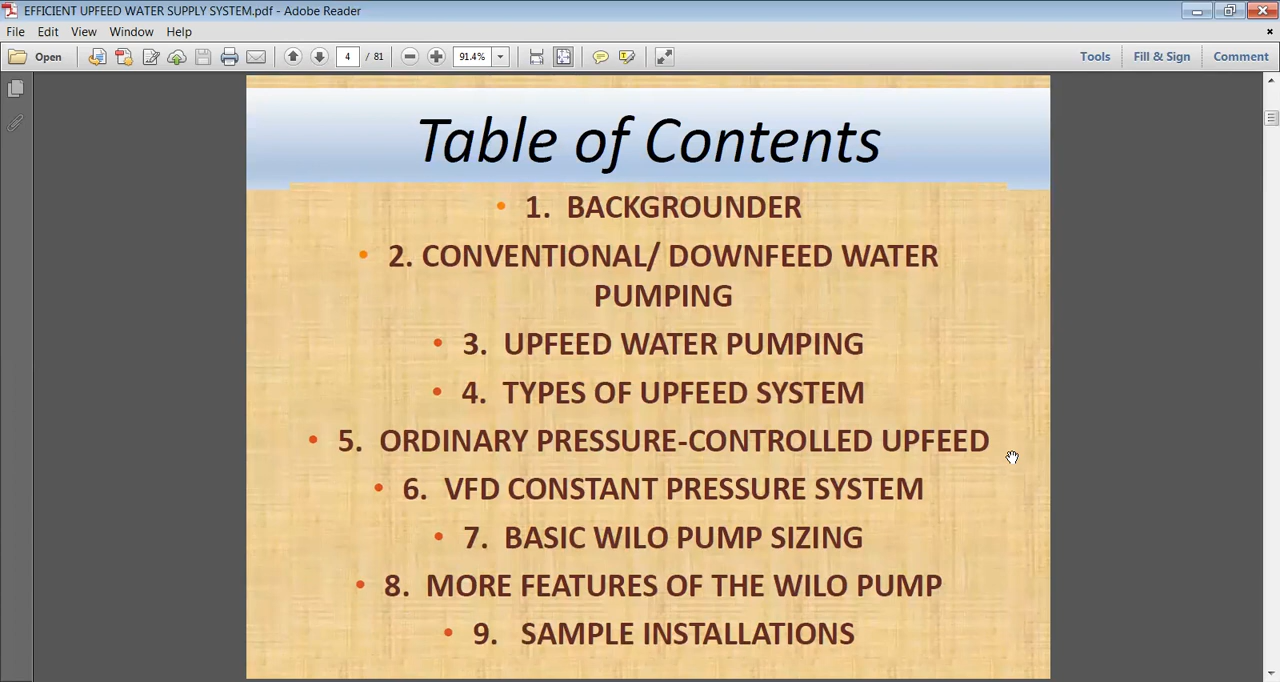 EFFICIENT UPFEED WATER SUPPLY SYSTEM.pdf - Adobe Reader
File Edit View Window Help
Open 4 / 81 91.4% Tools Fill & Sign Comment
Table of Contents
• 1. BACKGROUNDER
• 2. CONVENTIONAL/ DOWNFEED WATER
PUMPING
• 3. UPFEED WATER PUMPING
• 4. TYPES OF UPFEED SYSTEM
• 5. ORDINARY PRESSURE-CONTROLLED UPFEED
• 6. VFD CONSTANT PRESSURE SYSTEM
• 7. BASIC WILO PUMP SIZING
• 8. MORE FEATURES OF THE WILO PUMP
• 9. SAMPLE INSTALLATIONS